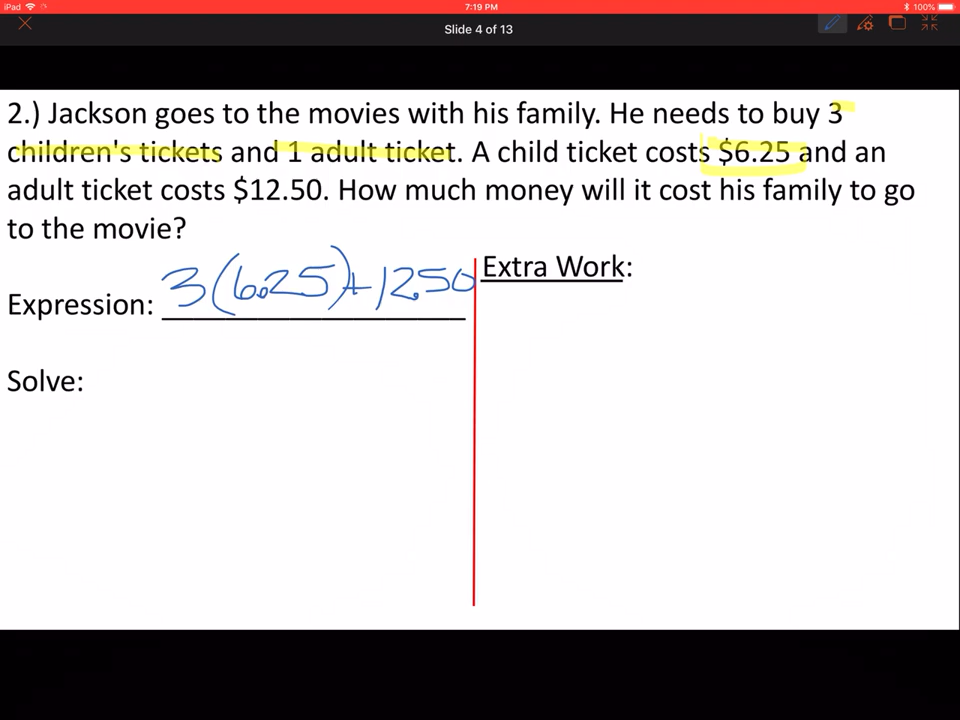 iPad 7:19 PM 100%
Slide 4 of 13
2.) Jackson goes to the movies with his family. He needs to buy 3
children's tickets and 1 adult ticket. A child ticket costs $6.25 and an
adult ticket costs $12.50. How much money will it cost his family to go
to the movie?
Extra Work:
Expression: 3(6.25)+12.50
Solve: